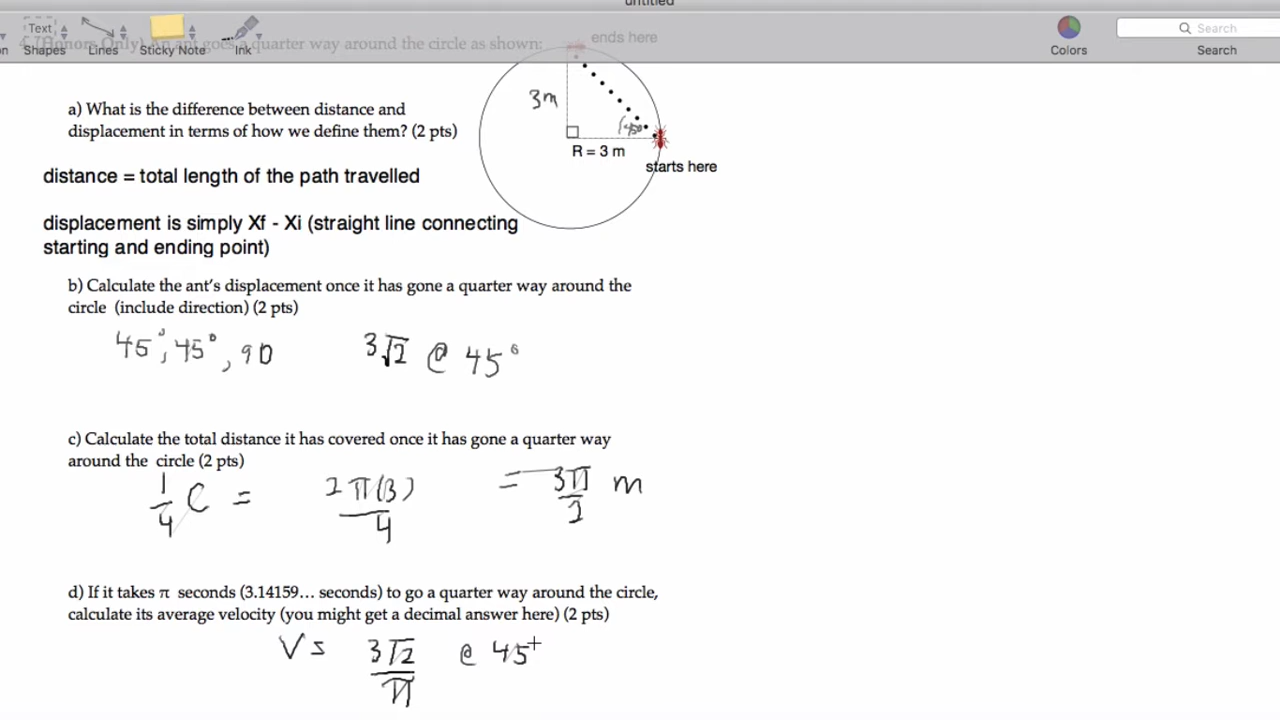 untitled
Text
Shapes Lines Sticky Note Ink Colors Search
Search
(Honors Only) An ant goes a quarter way around the circle as shown:
ends here
a) What is the difference between distance and
displacement in terms of how we define them? (2 pts)
3m
45°
R = 3 m
starts here
distance = total length of the path travelled
displacement is simply Xf - Xi (straight line connecting
starting and ending point)
b) Calculate the ant's displacement once it has gone a quarter way around the
circle (include direction) (2 pts)
45°, 45°, 90 3√2 @ 45°
c) Calculate the total distance it has covered once it has gone a quarter way
around the circle (2 pts)
1/4 C = 2π(3)/4 = 3π/2 m
d) If it takes π seconds (3.14159... seconds) to go a quarter way around the circle,
calculate its average velocity (you might get a decimal answer here) (2 pts)
V = 3√2/π @ 45